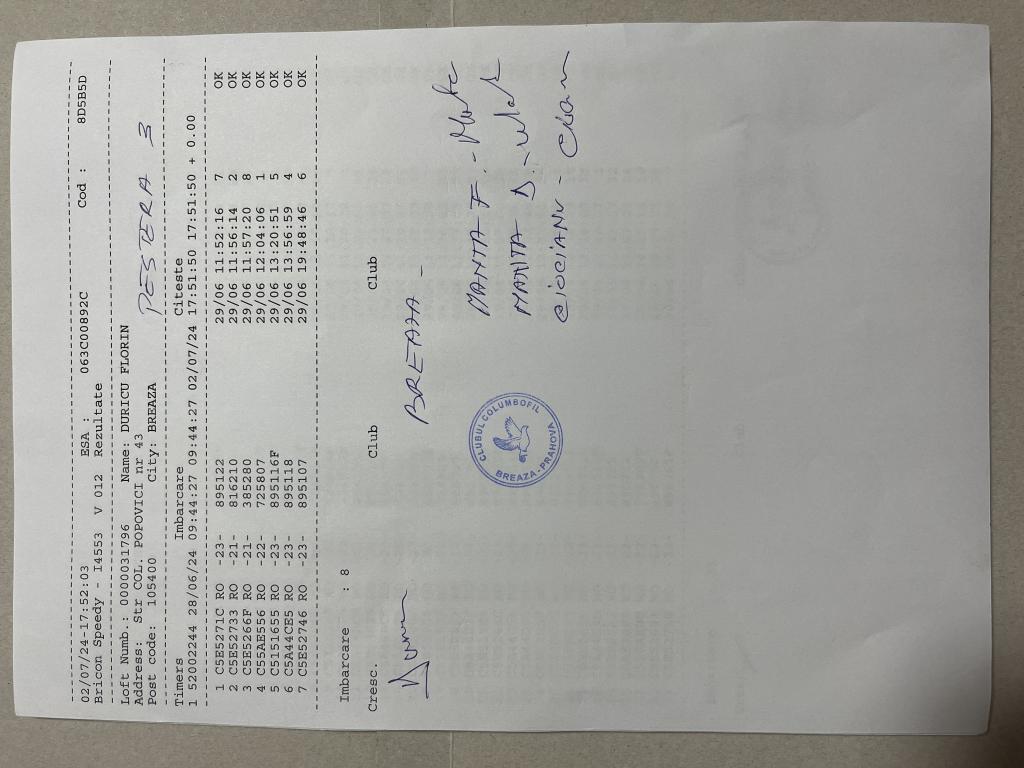 02/07/24-17:52:03 ESA : 063C00892C Cod : 8D5B5D
Bricon Speedy - I4553 V 012 Rezultate
Loft Numb.: 0000031796 Name: DURICU FLORIN
Address: Str COL. POPOVICI nr 43
Post code: 105400 City: BREAZA
PESTERA 3
Timers Imbarcare Citeste
1 52002244 28/06/24 09:44:27 09:44:27 02/07/24 17:51:50 17:51:50 + 0.00
1 C5E5271C RO -23- 895122 29/06 11:52:16 7 OK
2 C5E52733 RO -21- 816210 29/06 11:56:14 2 OK
3 C5E5266F RO -21- 385280 29/06 11:57:20 8 OK
4 C55AE556 RO -22- 725807 29/06 12:04:06 1 OK
5 C5151655 RO -23- 895116F 29/06 13:20:51 5 OK
6 C5A44CE5 RO -23- 895118 29/06 13:56:59 4 OK
7 C5E52746 RO -23- 895107 29/06 19:48:46 6 OK
Imbarcare : 8
Cresc. Club Club
BREAZA -
MANTA F. -
MANTA D -
CIOCIANU -
CLUBUL COLUMBOFIL
BREAZA - PRAHOVA